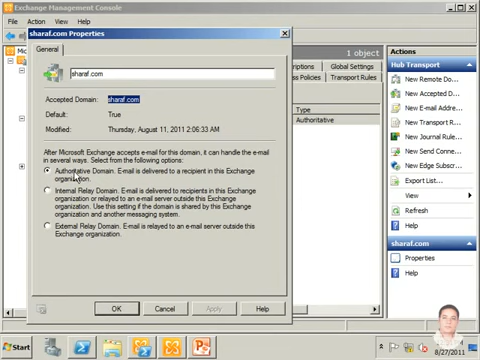 Exchange Management Console
File Action View Help
sharaf.com Properties
General
sharaf.com
Accepted Domain: sharaf.com
Default: True
Modified: Thursday, August 11, 2011 2:06:33 AM
After Microsoft Exchange accepts e-mail for this domain, it can handle the e-mail
in several ways. Select from the following options:
Authoritative Domain. E-mail is delivered to a recipient in this Exchange
organization.
Internal Relay Domain. E-mail is delivered to recipients in this Exchange
organization or relayed to an e-mail server outside this Exchange
organization. Use this setting if the domain is shared by this Exchange
organization and another messaging system.
External Relay Domain. E-mail is relayed to an e-mail server outside this
Exchange organization.
OK Cancel Apply Help
1 object
Global Settings
Transport Rules
Type
Authoritative
Actions
Hub Transport
New Remote Do...
New Accepted D...
New E-mail Addre...
New Transport R...
New Journal Rule...
New Send Conne...
New Edge Subscr...
Export List...
View
Refresh
Help
sharaf.com
Properties
Help
Start
8/27/2011